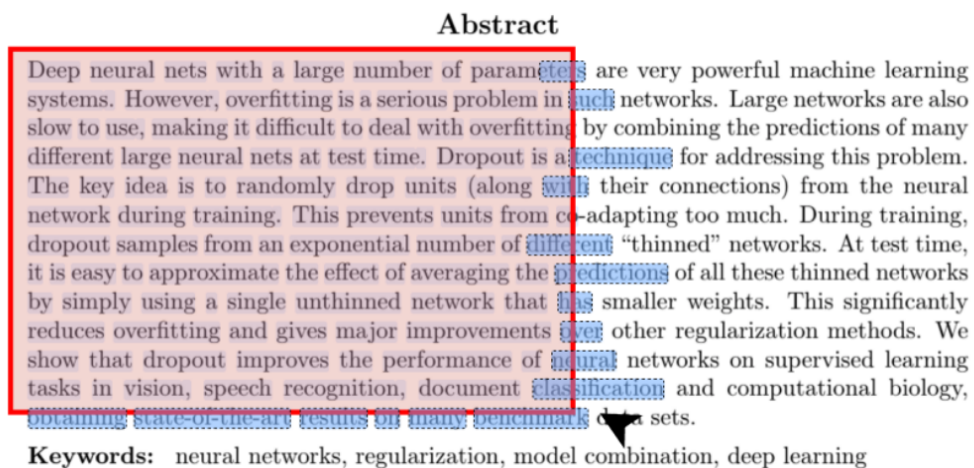 Abstract
Deep neural nets with a large number of parameters are very powerful machine learning
systems. However, overfitting is a serious problem in such networks. Large networks are also
slow to use, making it difficult to deal with overfitting by combining the predictions of many
different large neural nets at test time. Dropout is a technique for addressing this problem.
The key idea is to randomly drop units (along with their connections) from the neural
network during training. This prevents units from co-adapting too much. During training,
dropout samples from an exponential number of different “thinned” networks. At test time,
it is easy to approximate the effect of averaging the predictions of all these thinned networks
by simply using a single unthinned network that has smaller weights. This significantly
reduces overfitting and gives major improvements over other regularization methods. We
show that dropout improves the performance of neural networks on supervised learning
tasks in vision, speech recognition, document classification and computational biology,
obtaining state-of-the-art results on many benchmark data sets.
Keywords: neural networks, regularization, model combination, deep learning